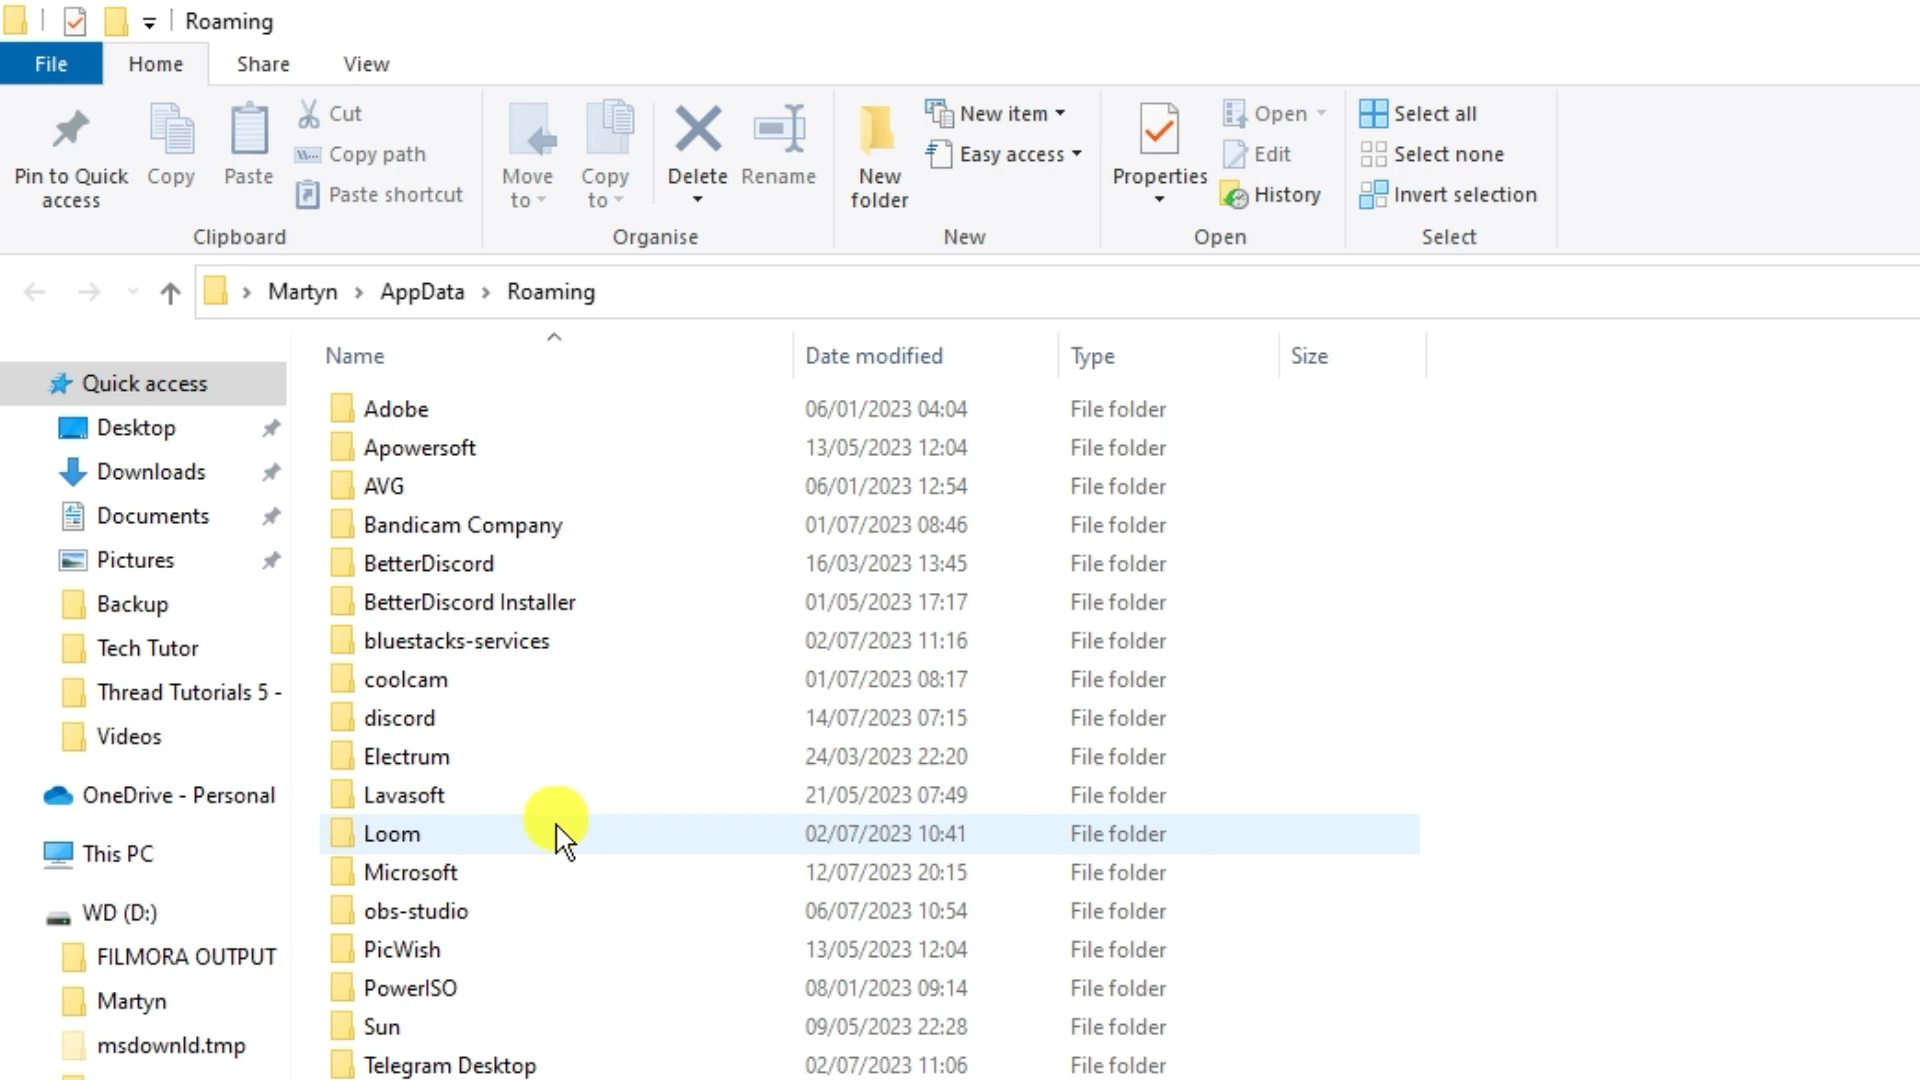 Roaming
File Home Share View
Pin to Quick access
Copy
Paste
Cut
Copy path
Paste shortcut
Clipboard
Move to
Copy to
Delete
Rename
Organise
New folder
New item
Easy access
New
Properties
Open
Edit
History
Open
Select all
Select none
Invert selection
Select
Martyn > AppData > Roaming
Quick access
Desktop
Downloads
Documents
Pictures
Backup
Tech Tutor
Thread Tutorials 5 -
Videos
OneDrive - Personal
This PC
WD (D:)
FILMORA OUTPUT
Martyn
msdownld.tmp
Name Date modified Type Size
Adobe 06/01/2023 04:04 File folder
Apowersoft 13/05/2023 12:04 File folder
AVG 06/01/2023 12:54 File folder
Bandicam Company 01/07/2023 08:46 File folder
BetterDiscord 16/03/2023 13:45 File folder
BetterDiscord Installer 01/05/2023 17:17 File folder
bluestacks-services 02/07/2023 11:16 File folder
coolcam 01/07/2023 08:17 File folder
discord 14/07/2023 07:15 File folder
Electrum 24/03/2023 22:20 File folder
Lavasoft 21/05/2023 07:49 File folder
Loom 02/07/2023 10:41 File folder
Microsoft 12/07/2023 20:15 File folder
obs-studio 06/07/2023 10:54 File folder
PicWish 13/05/2023 12:04 File folder
PowerISO 08/01/2023 09:14 File folder
Sun 09/05/2023 22:28 File folder
Telegram Desktop 02/07/2023 11:06 File folder